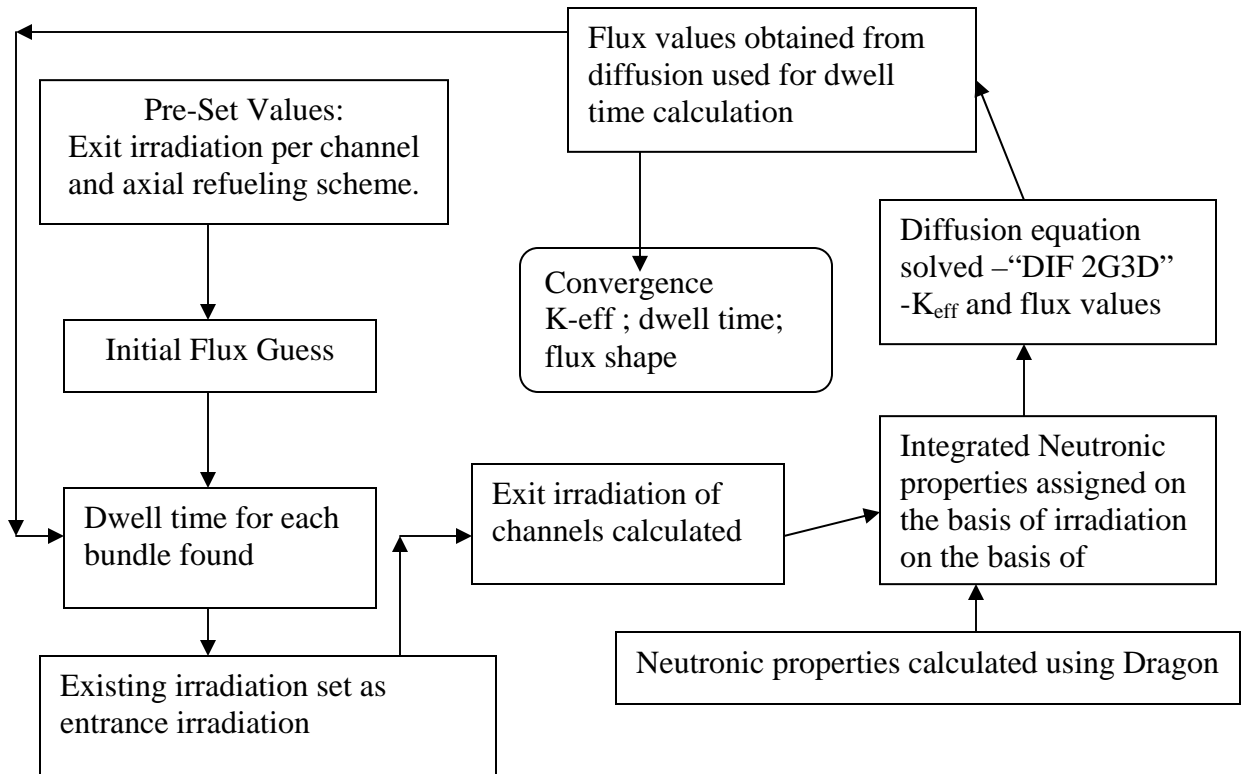 Flux values obtained from
diffusion used for dwell
time calculation
Pre-Set Values:
Exit irradiation per channel
and axial refueling scheme.
Diffusion equation
solved –“DIF 2G3D”
-Keff and flux values
Convergence
K-eff ; dwell time;
flux shape
Initial Flux Guess
Integrated Neutronic
properties assigned on
the basis of irradiation
on the basis of
Exit irradiation of
channels calculated
Dwell time for each
bundle found
Neutronic properties calculated using Dragon
Existing irradiation set as
entrance irradiation